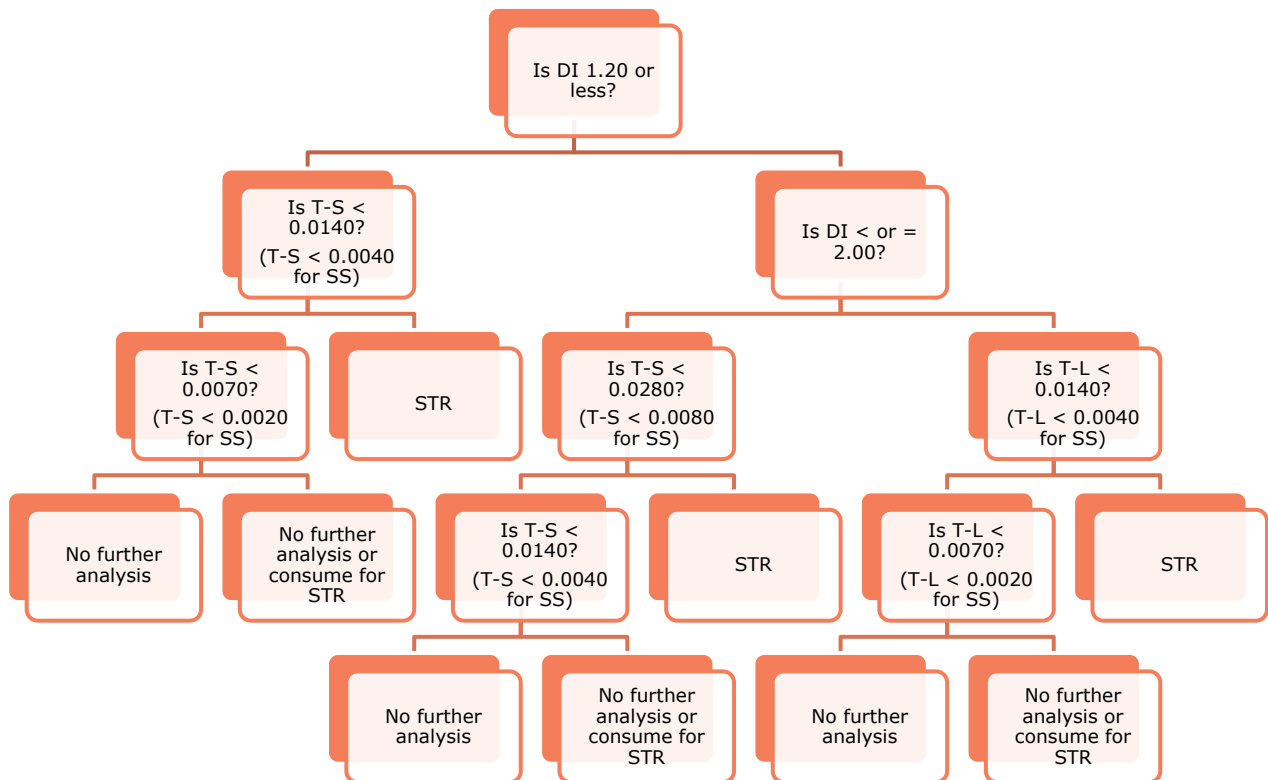 Is DI 1.20 or
less?
Is T-S <
0.0140?
(T-S < 0.0040
for SS)
Is DI < or =
2.00?
Is T-S <
0.0070?
(T-S < 0.0020
for SS)
STR
Is T-S <
0.0280?
(T-S < 0.0080
for SS)
Is T-L <
0.0140?
(T-L < 0.0040
for SS)
No further
analysis
No further
analysis or
consume for
STR
Is T-S <
0.0140?
(T-S < 0.0040
for SS)
STR
Is T-L <
0.0070?
(T-L < 0.0020
for SS)
STR
No further
analysis
No further
analysis or
consume for
STR
No further
analysis
No further
analysis or
consume for
STR